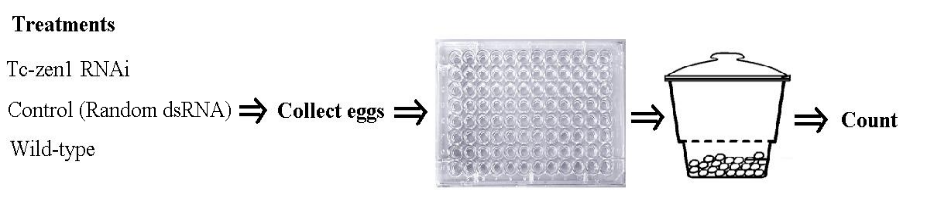 Treatments
Tc-zen1 RNAi
Control (Random dsRNA) ⇒ Collect eggs ⇒ ⇒ ⇒ Count
Wild-type